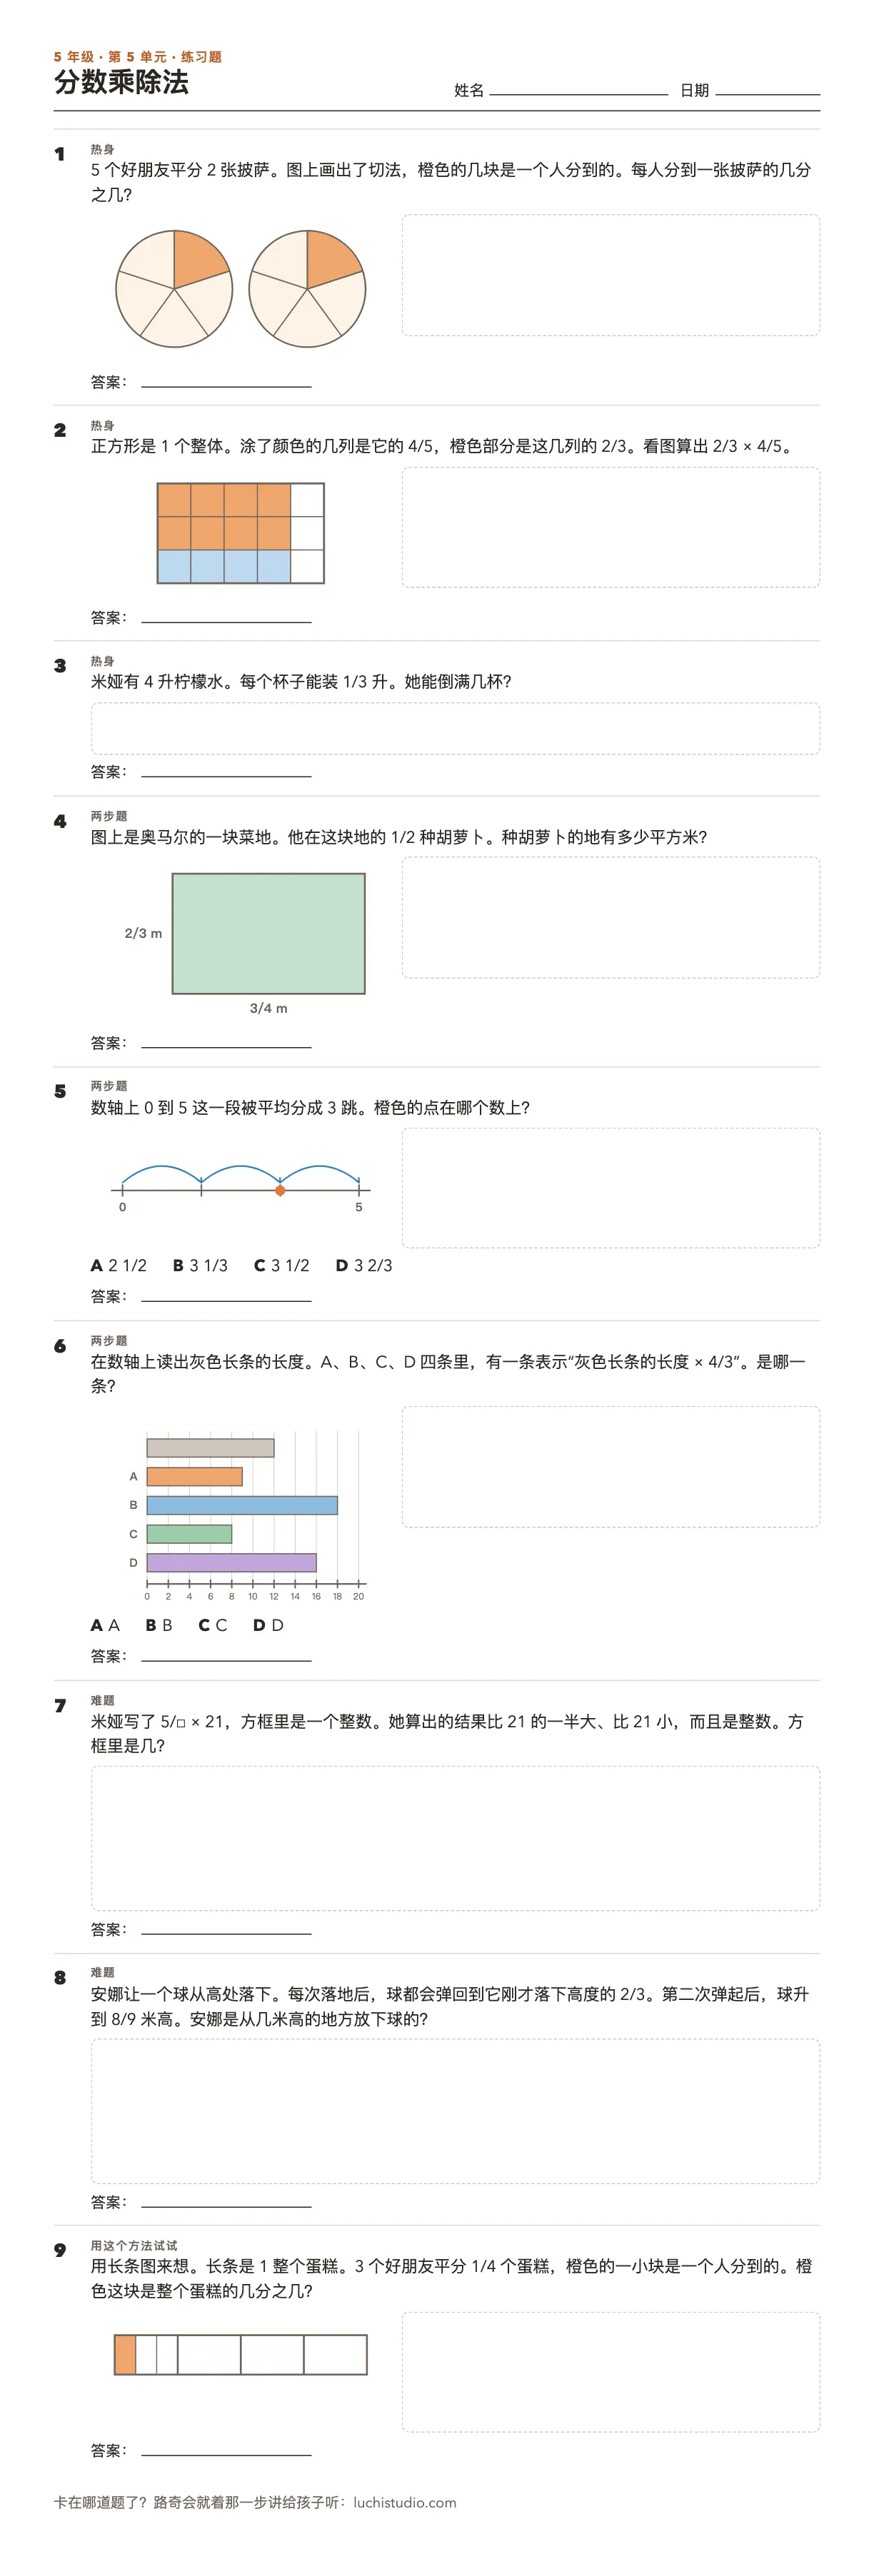 5 年级 · 第 5 单元 · 练习题
分数乘除法
姓名 日期
1
热身
5 个好朋友平分 2 张披萨。图上画出了切法，橙色的几块是一个人分到的。每人分到一张披萨的几分
之几？
答案：
2
热身
正方形是 1 个整体。涂了颜色的几列是它的 4/5，橙色部分是这几列的 2/3。看图算出 2/3 × 4/5。
答案：
3
热身
米娅有 4 升柠檬水。每个杯子能装 1/3 升。她能倒满几杯？
答案：
4
两步题
图上是奥马尔的一块菜地。他在这块地的 1/2 种胡萝卜。种胡萝卜的地有多少平方米？
2/3 m
3/4 m
答案：
5
两步题
数轴上 0 到 5 这一段被平均分成 3 跳。橙色的点在哪个数上？
0 5
A 2 1/2 B 3 1/3 C 3 1/2 D 3 2/3
答案：
6
两步题
在数轴上读出灰色长条的长度。A、B、C、D 四条里，有一条表示“灰色长条的长度 × 4/3”。是哪一
条？
A
B
C
D
0 2 4 6 8 10 12 14 16 18 20
A A B B C C D D
答案：
7
难题
米娅写了 5/□ × 21，方框里是一个整数。她算出的结果比 21 的一半大、比 21 小，而且是整数。方
框里是几？
答案：
8
难题
安娜让一个球从高处落下。每次落地后，球都会弹回到它刚才落下高度的 2/3。第二次弹起后，球升
到 8/9 米高。安娜是从几米高的地方放下球的？
答案：
9
用这个方法试试
用长条图来想。长条是 1 整个蛋糕。3 个好朋友平分 1/4 个蛋糕，橙色的一小块是一个人分到的。橙
色这块是整个蛋糕的几分之几？
答案：
卡在哪道题了？路奇会就着那一步讲给孩子听：luchistudio.com